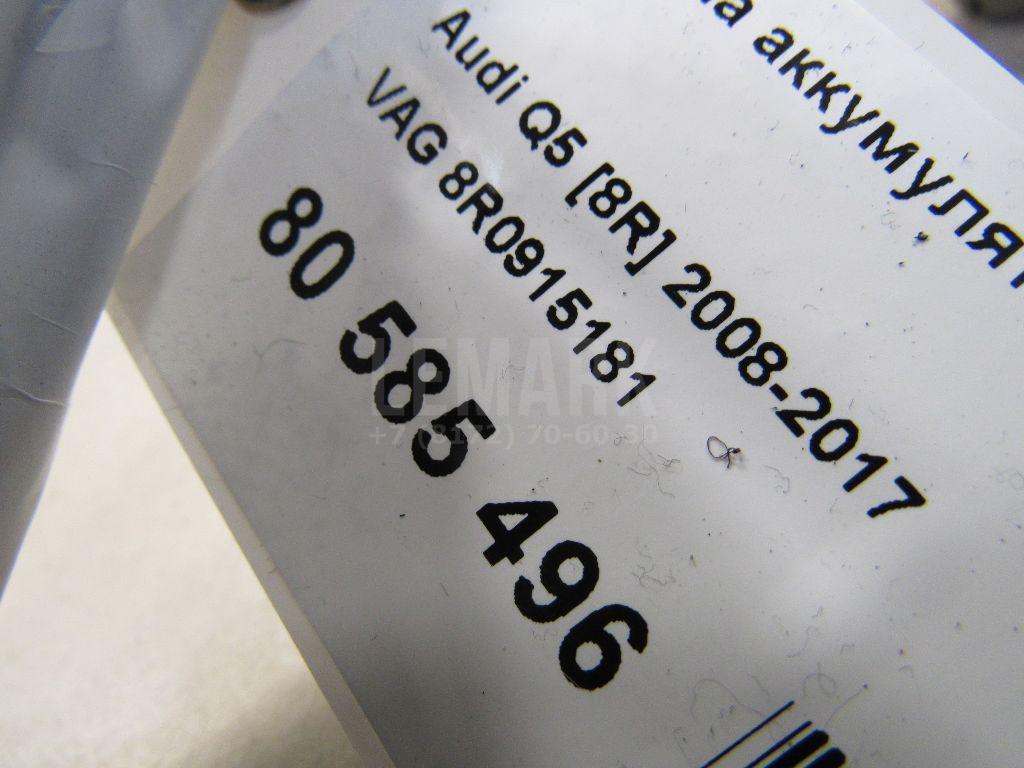 аккумулят
Audi Q5 [8R] 2008-2017
VAG 8R0915181
80 585 496
LEMARK
+7 (8172) 70-60-30